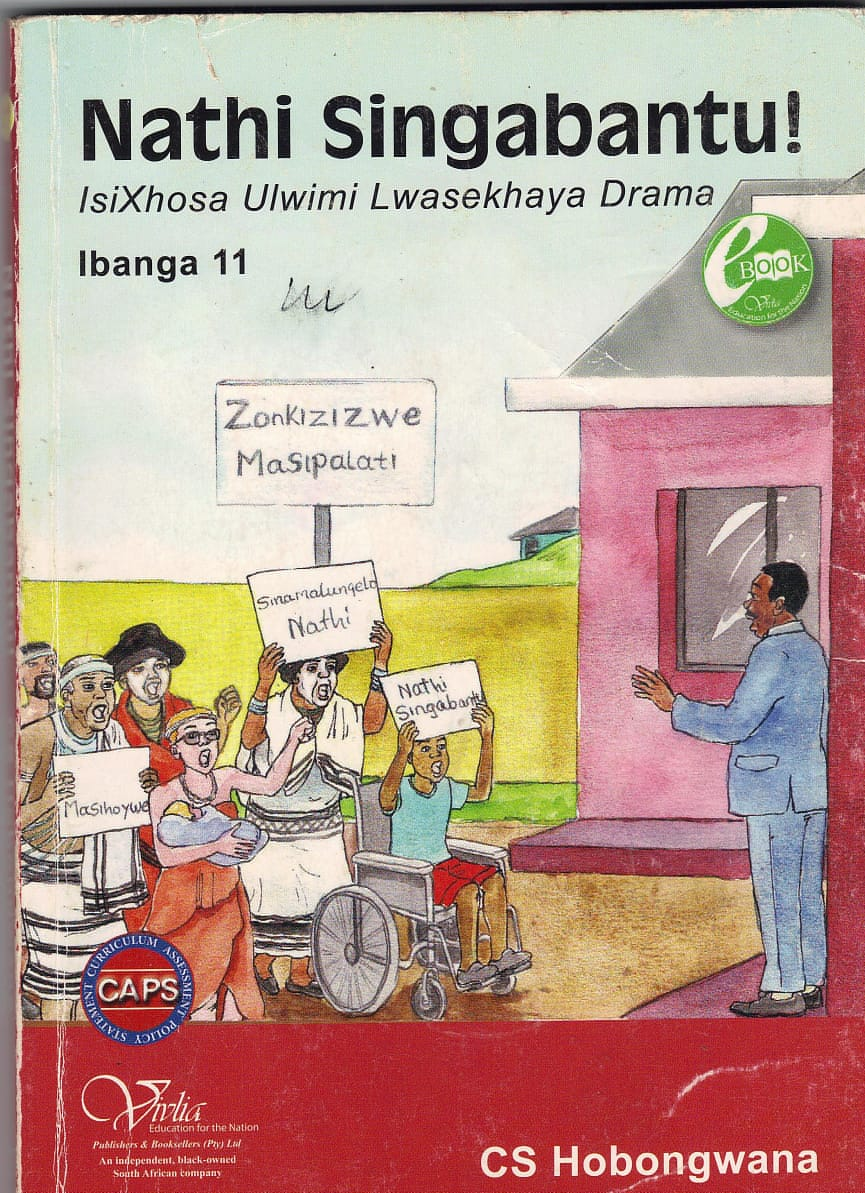 Nathi Singabantu!
IsiXhosa Ulwimi Lwasekhaya Drama
Ibanga 11
eBOOK
Vivlia
Education for the Nation
Zonkizizwe
Masipalati
Sinamalungelo
Nathi
Nathi
Singabantu
Masihoywe
CURRICULUM ASSESSMENT POLICY STATEMENT
CAPS
Vivlia
Education for the Nation
Publishers & Booksellers (Pty) Ltd
An independent, black-owned
South African company
CS Hobongwana